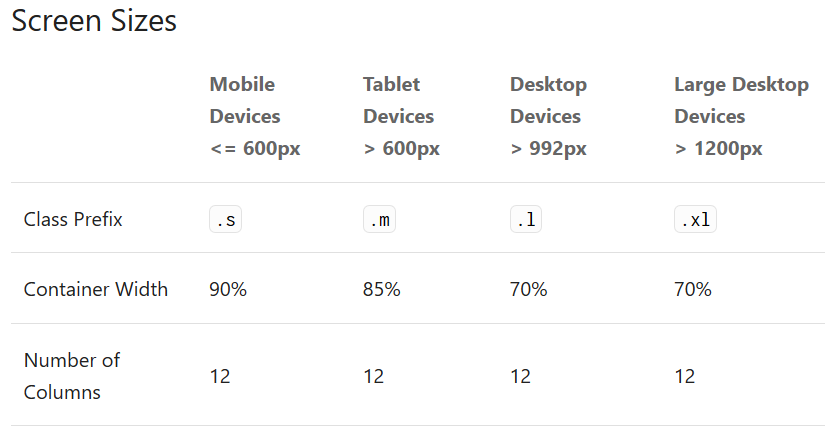 Screen Sizes
Mobile Devices <= 600px
Tablet Devices > 600px
Desktop Devices > 992px
Large Desktop Devices > 1200px
Class Prefix .s .m .l .xl
Container Width 90% 85% 70% 70%
Number of Columns 12 12 12 12